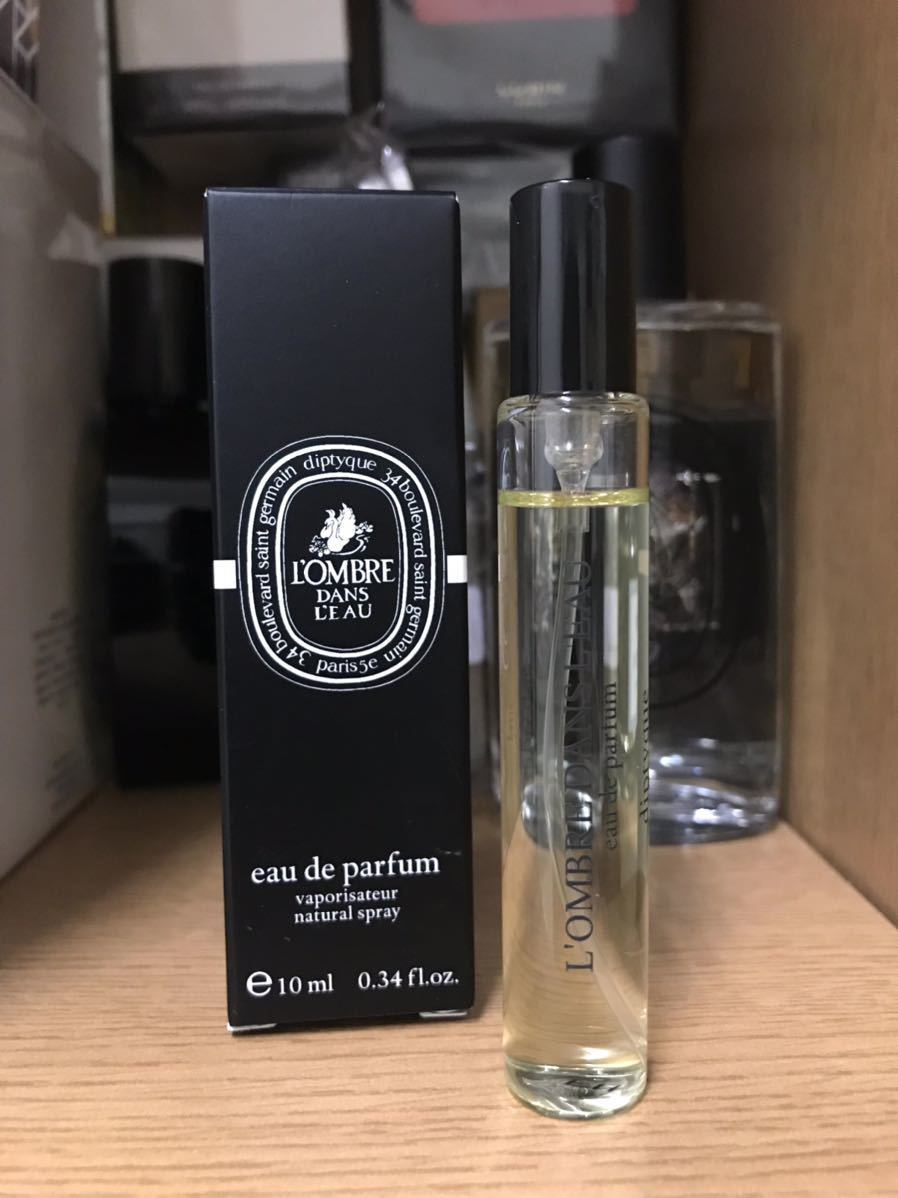 34 boulevard saint germain diptyque 34 boulevard saint germain paris5e
L'OMBRE
DANS
L'EAU
eau de parfum
vaporisateur
natural spray
e 10 ml 0.34 fl.oz.
L'OMBRE DANS L'EAU
eau de parfum
diptyque